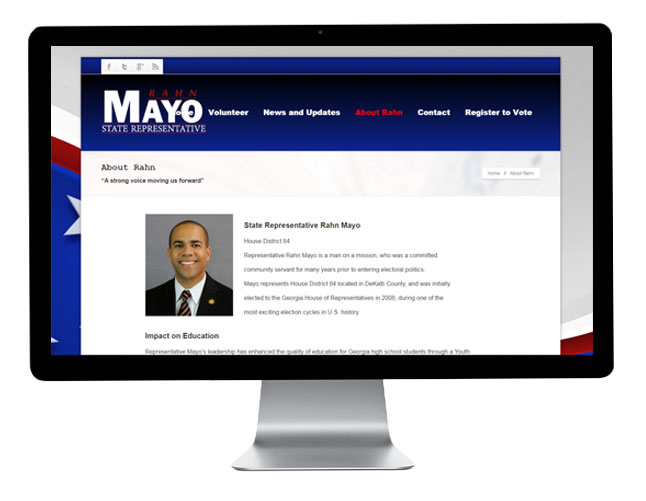 RAHN
MAYO
STATE REPRESENTATIVE
Volunteer News and Updates About Rahn Contact Register to Vote
About Rahn
"A strong voice moving us forward"
Home About Rahn
State Representative Rahn Mayo
House District 84
Representative Rahn Mayo is a man on a mission; who was a committed
community servant for many years prior to entering electoral politics.
Mayo represents House District 84 located in DeKalb County, and was initially
elected to the Georgia House of Representatives in 2008, during one of the
most exciting election cycles in U.S. history.
Impact on Education
Representative Mayo's leadership has enhanced the quality of education for Georgia high school students through a Youth